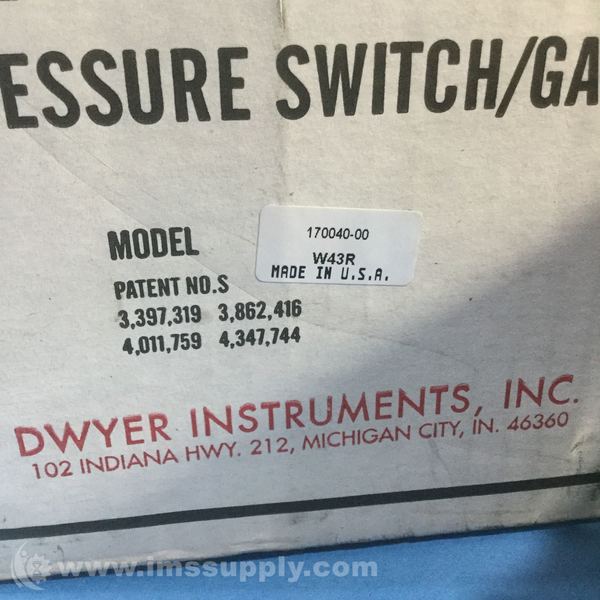 ESSURE SWITCH/GA
170040-00
MODEL
W43R
MADE IN U.S.A.
PATENT NO.S
3,397,319 3,862,416
4,011,759 4,347,744
DWYER INSTRUMENTS, INC.
102 INDIANA HWY. 212, MICHIGAN CITY, IN. 46360
www.imssupply.com